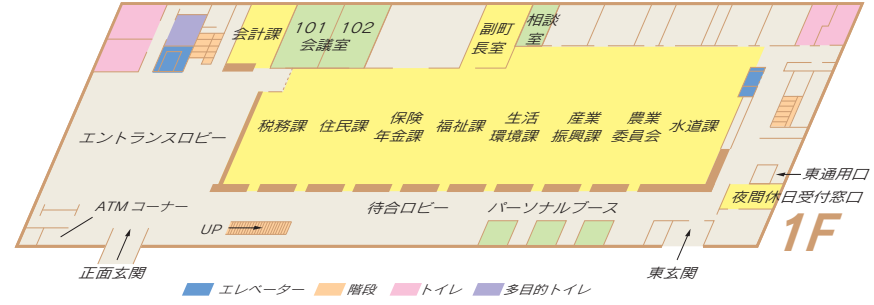 会計課
101 102
会議室
副町
長室
相談
室
エントランスロビー
税務課
住民課
保険
年金課
福祉課
生活
環境課
産業
振興課
農業
委員会
水道課
東通用口
夜間休日受付窓口
ATMコーナー
UP
待合ロビー
パーソナルブース
1F
正面玄関
東玄関
エレベーター
階段
トイレ
多目的トイレ